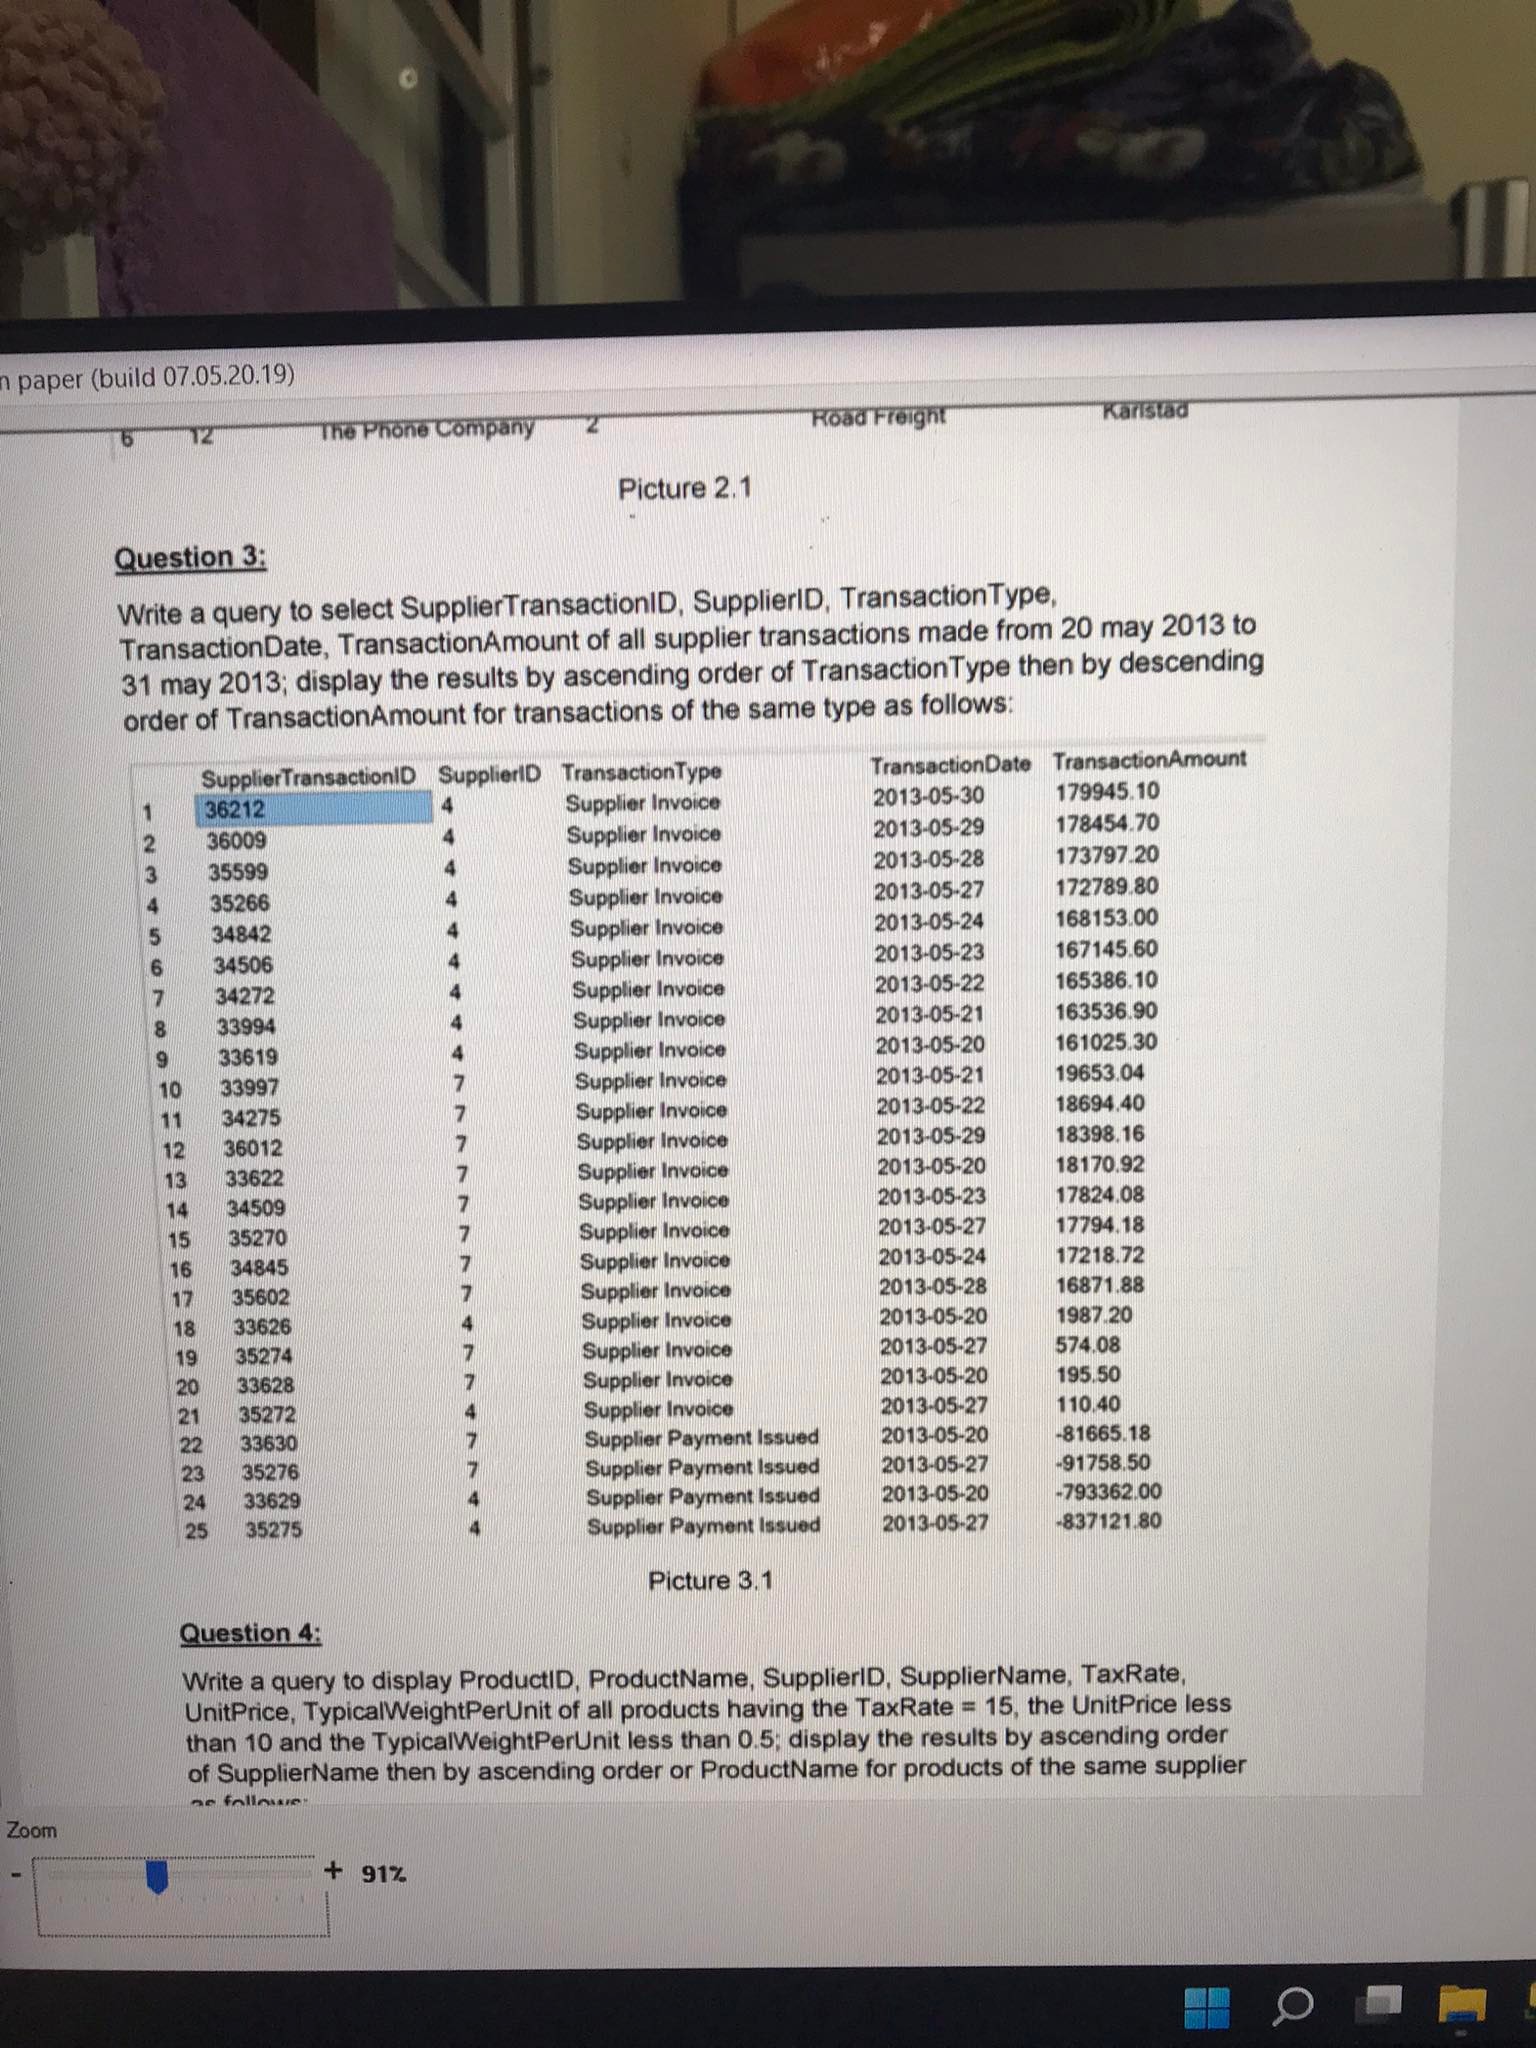 n paper (build 07.05.20.19)
6 12 The Phone Company 2 Road Freight Karlstad
Picture 2.1
Question 3:
Write a query to select SupplierTransactionID, SupplierID, TransactionType,
TransactionDate, TransactionAmount of all supplier transactions made from 20 may 2013 to
31 may 2013; display the results by ascending order of TransactionType then by descending
order of TransactionAmount for transactions of the same type as follows:
SupplierTransactionID SupplierID TransactionType TransactionDate TransactionAmount
1 36212 4 Supplier Invoice 2013-05-30 179945.10
2 36009 4 Supplier Invoice 2013-05-29 178454.70
3 35599 4 Supplier Invoice 2013-05-28 173797.20
4 35266 4 Supplier Invoice 2013-05-27 172789.80
5 34842 4 Supplier Invoice 2013-05-24 168153.00
6 34506 4 Supplier Invoice 2013-05-23 167145.60
7 34272 4 Supplier Invoice 2013-05-22 165386.10
8 33994 4 Supplier Invoice 2013-05-21 163536.90
9 33619 4 Supplier Invoice 2013-05-20 161025.30
10 33997 7 Supplier Invoice 2013-05-21 19653.04
11 34275 7 Supplier Invoice 2013-05-22 18694.40
12 36012 7 Supplier Invoice 2013-05-29 18398.16
13 33622 7 Supplier Invoice 2013-05-20 18170.92
14 34509 7 Supplier Invoice 2013-05-23 17824.08
15 35270 7 Supplier Invoice 2013-05-27 17794.18
16 34845 7 Supplier Invoice 2013-05-24 17218.72
17 35602 7 Supplier Invoice 2013-05-28 16871.88
18 33626 4 Supplier Invoice 2013-05-20 1987.20
19 35274 7 Supplier Invoice 2013-05-27 574.08
20 33628 7 Supplier Invoice 2013-05-20 195.50
21 35272 4 Supplier Invoice 2013-05-27 110.40
22 33630 7 Supplier Payment Issued 2013-05-20 -81665.18
23 35276 7 Supplier Payment Issued 2013-05-27 -91758.50
24 33629 4 Supplier Payment Issued 2013-05-20 -793362.00
25 35275 4 Supplier Payment Issued 2013-05-27 -837121.80
Picture 3.1
Question 4:
Write a query to display ProductID, ProductName, SupplierID, SupplierName, TaxRate,
UnitPrice, TypicalWeightPerUnit of all products having the TaxRate = 15, the UnitPrice less
than 10 and the TypicalWeightPerUnit less than 0.5; display the results by ascending order
of SupplierName then by ascending order or ProductName for products of the same supplier
as follows:
Zoom
- + 91%